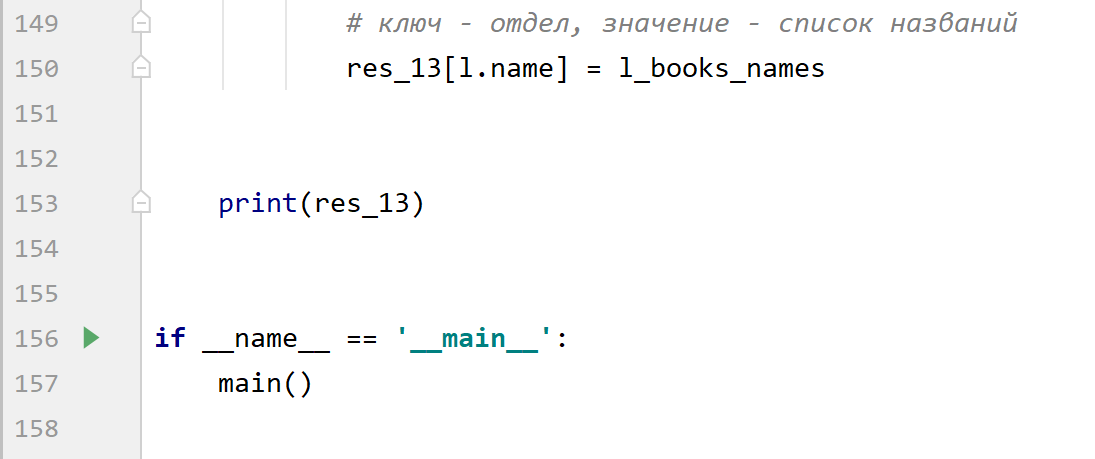 149 # ключ - отдел, значение - список названий
150 res_13[l.name] = l_books_names
151
152
153 print(res_13)
154
155
156 if __name__ == '__main__':
157 main()
158